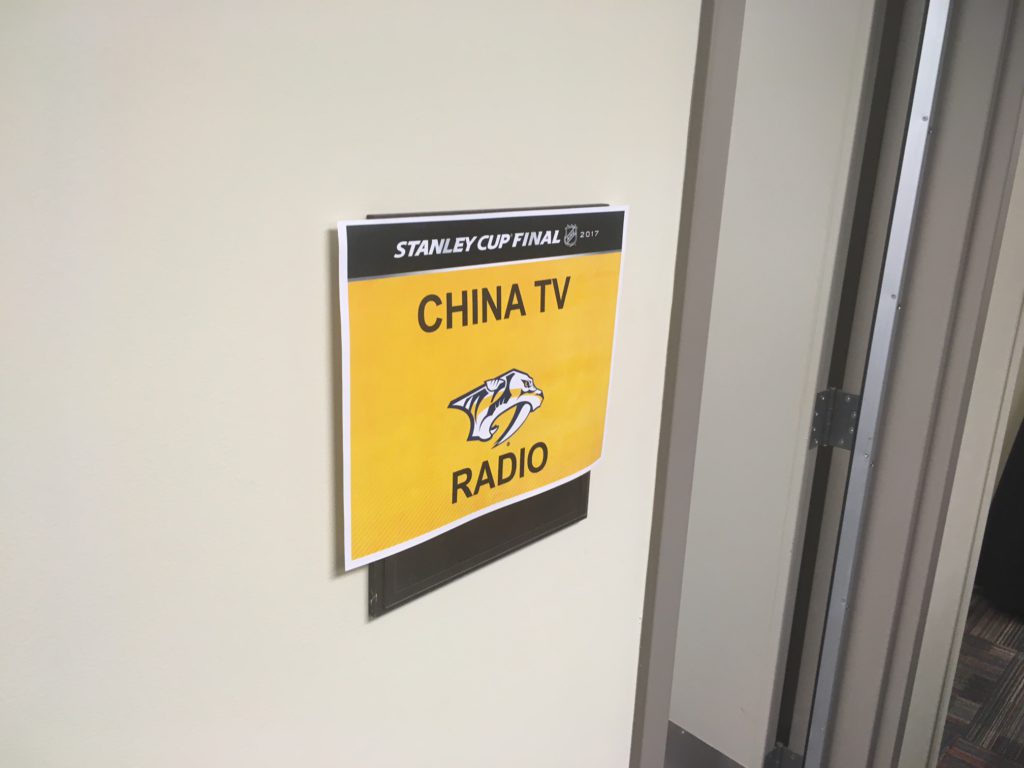 STANLEY CUP FINAL 2017
CHINA TV
RADIO